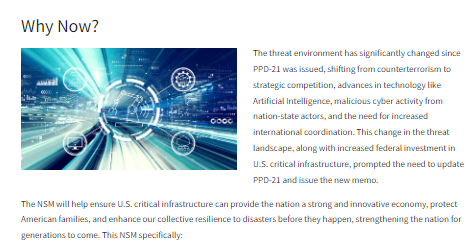 Why Now?
The threat environment has significantly changed since
PPD-21 was issued, shifting from counterterrorism to
strategic competition, advances in technology like
Artificial Intelligence, malicious cyber activity from
nation-state actors, and the need for increased
international coordination. This change in the threat
landscape, along with increased federal investment in
U.S. critical infrastructure, prompted the need to update
PPD-21 and issue the new memo.
The NSM will help ensure U.S. critical infrastructure can provide the nation a strong and innovative economy, protect
American families, and enhance our collective resilience to disasters before they happen, strengthening the nation for
generations to come. This NSM specifically: